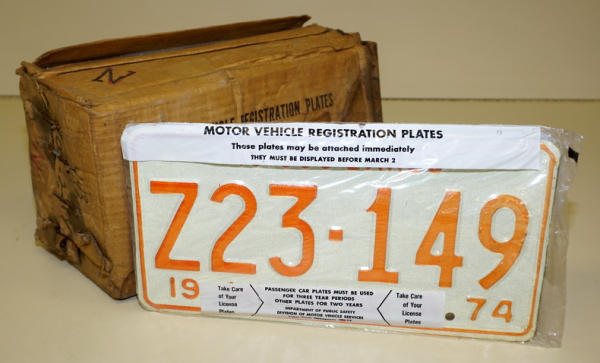 Z
VEHICLE REGISTRATION PLATES
MOTOR VEHICLE REGISTRATION PLATES
These plates may be attached immediately
THEY MUST BE DISPLAYED BEFORE MARCH 2
Z23-149
19
74
Take Care
of Your
License
Plates
PASSENGER CAR PLATES MUST BE USED
FOR THREE YEAR PERIODS
OTHER PLATES FOR TWO YEARS
DEPARTMENT OF PUBLIC SAFETY
DIVISION OF MOTOR VEHICLE SERVICES
Take Care
of Your
License
Plates